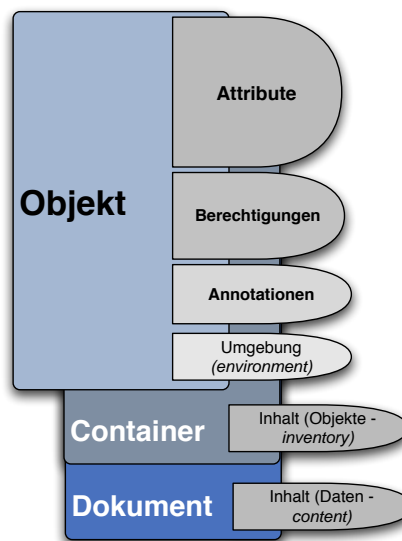 Attribute
Objekt
Berechtigungen
Annotationen
Umgebung
(environment)
Container
Inhalt (Objekte -
inventory)
Dokument
Inhalt (Daten -
content)